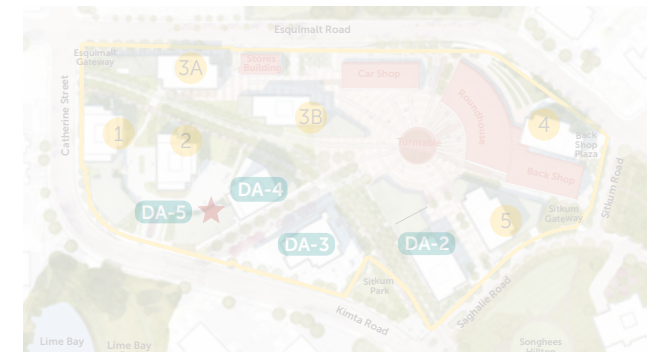 Esquimalt Road
Esquimalt
Gateway
Stores
Building
3A
Car Shop
Catherine Street
Roundhouse
3B
1
2
Turntable
4
Back
Shop
Plaza
Back Shop
Sitkum Road
DA-4
DA-5
5
Sitkum
Gateway
DA-3
DA-2
Sitkum
Park
Saghalie Road
Kimta Road
Lime Bay
Lime Bay
Songhees
Hilltop